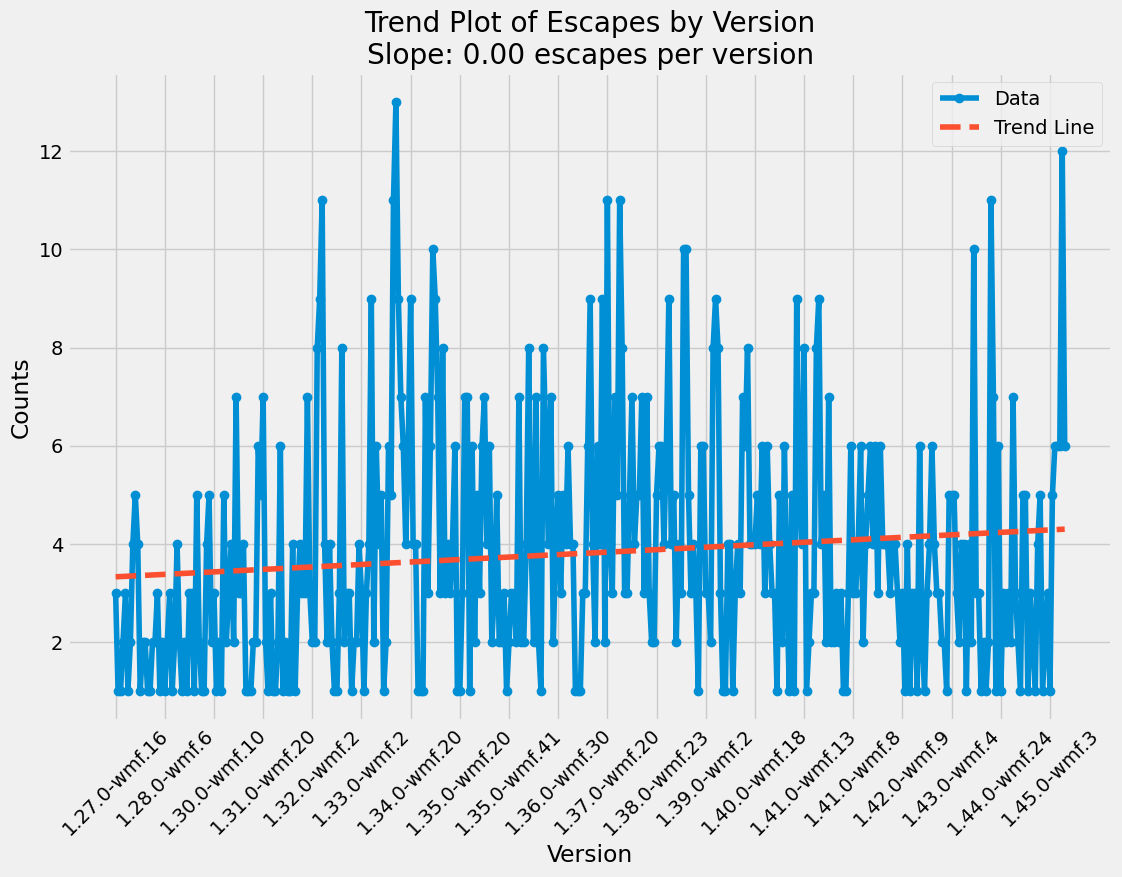 Trend Plot of Escapes by Version
Slope: 0.00 escapes per version
Data
Trend Line
Counts
12
10
8
6
4
2
1.27.0-wmf.16
1.28.0-wmf.6
1.30.0-wmf.10
1.31.0-wmf.20
1.32.0-wmf.2
1.33.0-wmf.2
1.34.0-wmf.20
1.35.0-wmf.20
1.35.0-wmf.41
1.36.0-wmf.30
1.37.0-wmf.20
1.38.0-wmf.23
1.39.0-wmf.2
1.40.0-wmf.18
1.41.0-wmf.13
1.41.0-wmf.8
1.42.0-wmf.9
1.43.0-wmf.4
1.44.0-wmf.24
1.45.0-wmf.3
Version